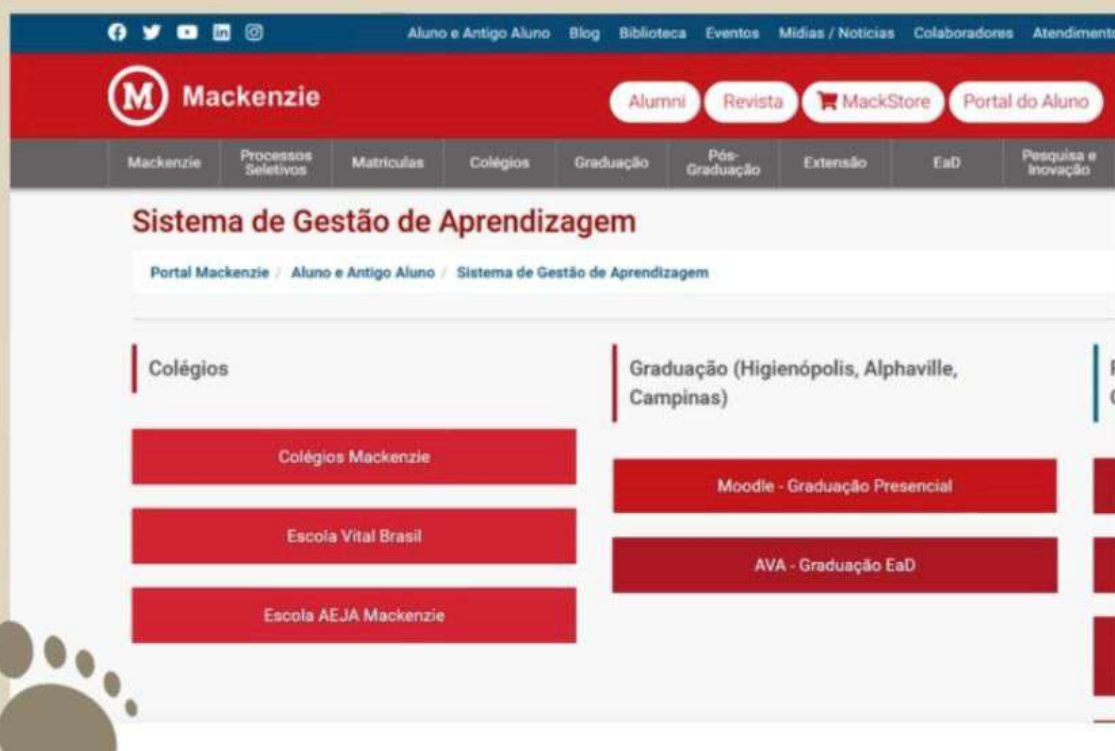 Aluno e Antigo Aluno Blog Biblioteca Eventos Mídias / Notícias Colaboradores Atendimento
M Mackenzie
Alumni Revista MackStore Portal do Aluno
Mackenzie Processos Seletivos Matrículas Colégios Graduação Pós-Graduação Extensão EaD Pesquisa e Inovação
Sistema de Gestão de Aprendizagem
Portal Mackenzie / Aluno e Antigo Aluno / Sistema de Gestão de Aprendizagem
Colégios
Colégios Mackenzie
Escola Vital Brasil
Escola AEJA Mackenzie
Graduação (Higienópolis, Alphaville,
Campinas)
Moodle - Graduação Presencial
AVA - Graduação EaD